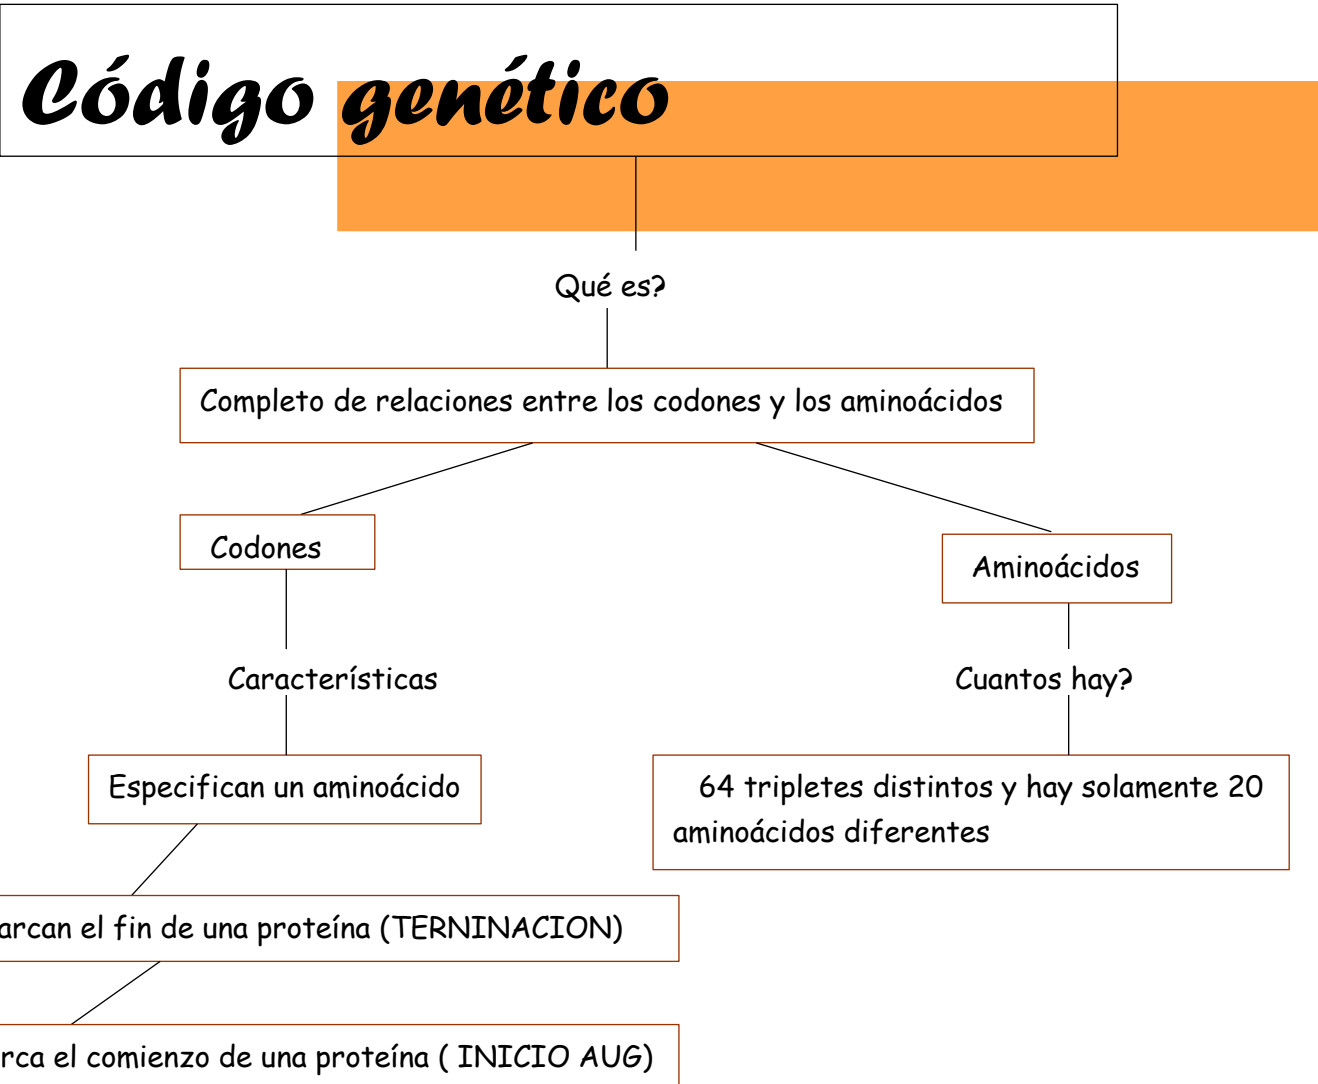 Código genético
Qué es?
Completo de relaciones entre los codones y los aminoácidos
Codones
Aminoácidos
Características
Cuantos hay?
Especifican un aminoácido
64 tripletes distintos y hay solamente 20
aminoácidos diferentes
arcan el fin de una proteína (TERNINACION)
rca el comienzo de una proteína ( INICIO AUG)